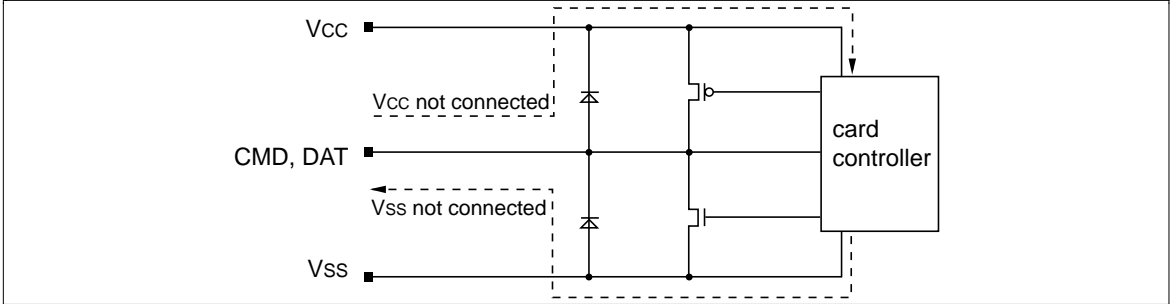 VCC
VCC not connected
card
controller
CMD, DAT
VSS not connected
VSS